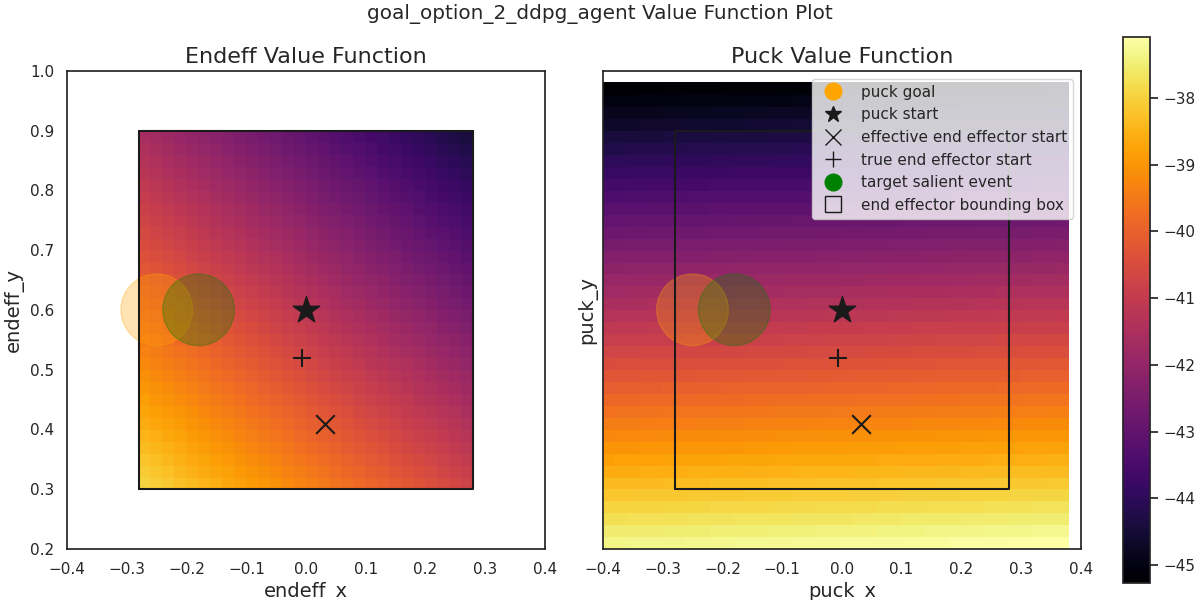 goal_option_2_ddpg_agent Value Function Plot
Endeff Value Function
1.0
0.9
0.8
0.7
0.6
0.5
0.4
0.3
0.2
endeff_y
−0.4 −0.3 −0.2 −0.1 0.0 0.1 0.2 0.3 0.4
endeff_x
Puck Value Function
puck goal
puck start
effective end effector start
true end effector start
target salient event
end effector bounding box
puck_y
−0.4 −0.3 −0.2 −0.1 0.0 0.1 0.2 0.3 0.4
puck_x
−38
−39
−40
−41
−42
−43
−44
−45